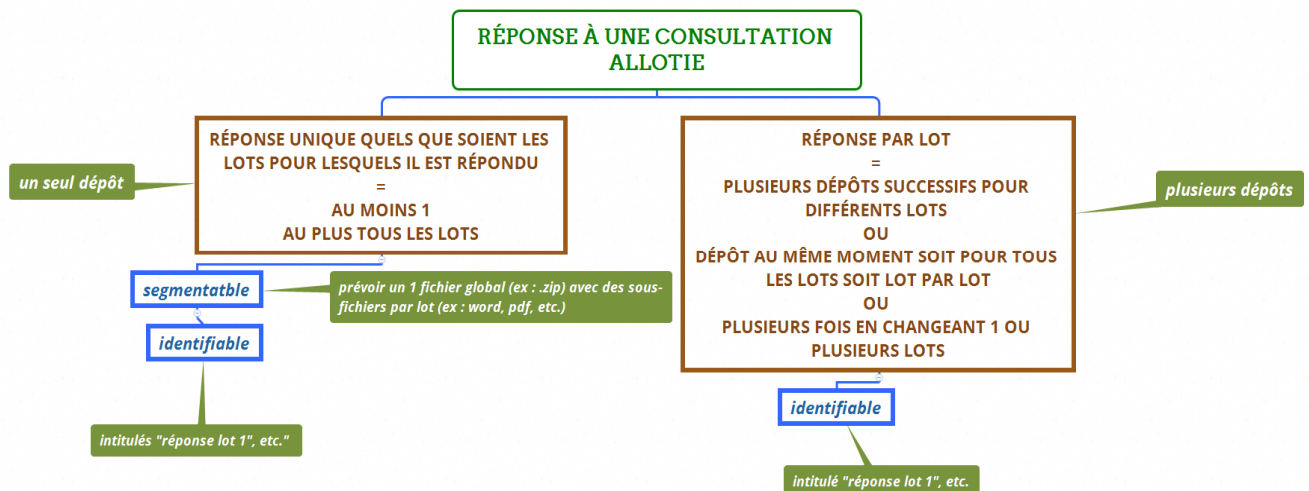 RÉPONSE À UNE CONSULTATION
ALLOTIE
un seul dépôt
RÉPONSE UNIQUE QUELS QUE SOIENT LES
LOTS POUR LESQUELS IL EST RÉPONDU
=
AU MOINS 1
AU PLUS TOUS LES LOTS
segmentatble
prévoir un 1 fichier global (ex : .zip) avec des sous-
fichiers par lot (ex : word, pdf, etc.)
identifiable
intitulés "réponse lot 1", etc."
RÉPONSE PAR LOT
=
PLUSIEURS DÉPÔTS SUCCESSIFS POUR
DIFFÉRENTS LOTS
OU
DÉPÔT AU MÊME MOMENT SOIT POUR TOUS
LES LOTS SOIT LOT PAR LOT
OU
PLUSIEURS FOIS EN CHANGEANT 1 OU
PLUSIEURS LOTS
plusieurs dépôts
identifiable
intitulé "réponse lot 1", etc.